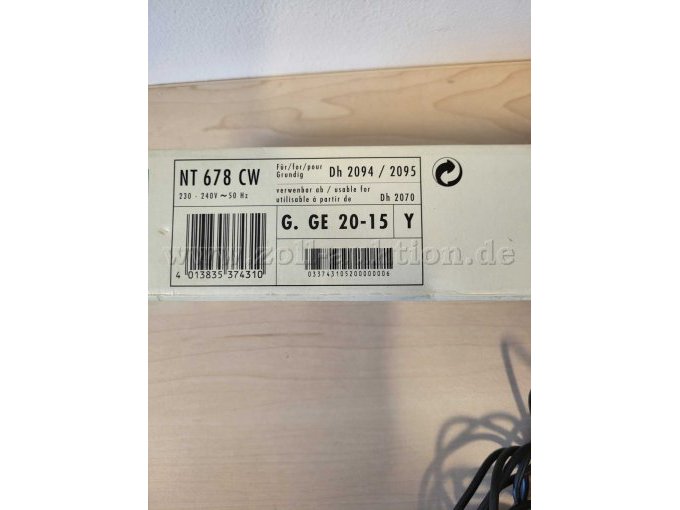 NT 678 CW
230 - 240V ~ 50 Hz
Für/for/pour
Grundig
Dh 2094 / 2095
verwenbar ab / usable for
utilisable à partir de
Dh 2070
G. GE 20-15
Y
4 013835 374310
0337431052000000006
www.zoll-auktion.de